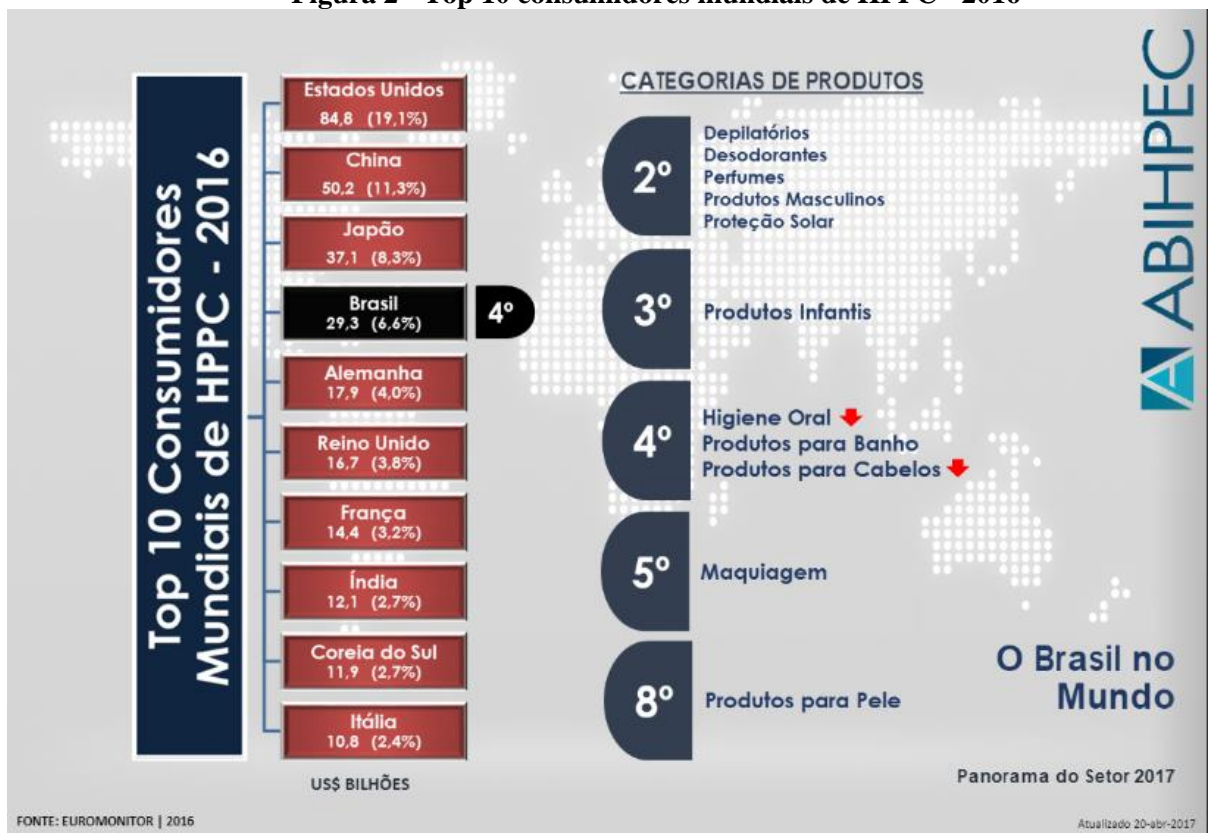 Figura 2 - Top 10 consumidores mundiais de HPPC - 2016
Top 10 Consumidores
Mundiais de HPPC - 2016
Estados Unidos
84,8 (19,1%)
China
50,2 (11,3%)
Japão
37,1 (8,3%)
Brasil
29,3 (6,6%)
4º
Alemanha
17,9 (4,0%)
Reino Unido
16,7 (3,8%)
França
14,4 (3,2%)
Índia
12,1 (2,7%)
Coreia do Sul
11,9 (2,7%)
Itália
10,8 (2,4%)
US$ BILHÕES
CATEGORIAS DE PRODUTOS
2º
Depilatórios
Desodorantes
Perfumes
Produtos Masculinos
Proteção Solar
3º
Produtos Infantis
4º
Higiene Oral
Produtos para Banho
Produtos para Cabelos
5º
Maquiagem
8º
Produtos para Pele
ABIHPEC
O Brasil no
Mundo
Panorama do Setor 2017
FONTE: EUROMONITOR | 2016
Atualizado 20-abr-2017